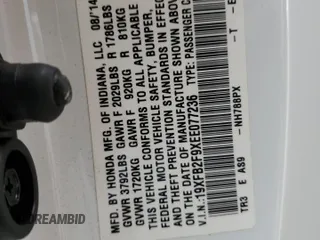 MFD. BY HONDA OF INDIANA, LLC 08/14
GVWR 3792LBS GAWR F 2029LBS R 1786LBS
GVWR 1720KG GAWR F 920KG R 810KG
THIS VEHICLE CONFORMS TO ALL APPLICABLE
FEDERAL MOTOR VEHICLE SAFETY, BUMPER,
THEFT PREVENTION STANDARDS IN EFFECT
ON THE DATE OF MANUFACTURE SHOWN ABOVE
V.I.N.: 19XFB2F9XEE077236 TYPE: PASSENGER C
NH788PX
TR3 E AS9 - T - E
DREAMBID